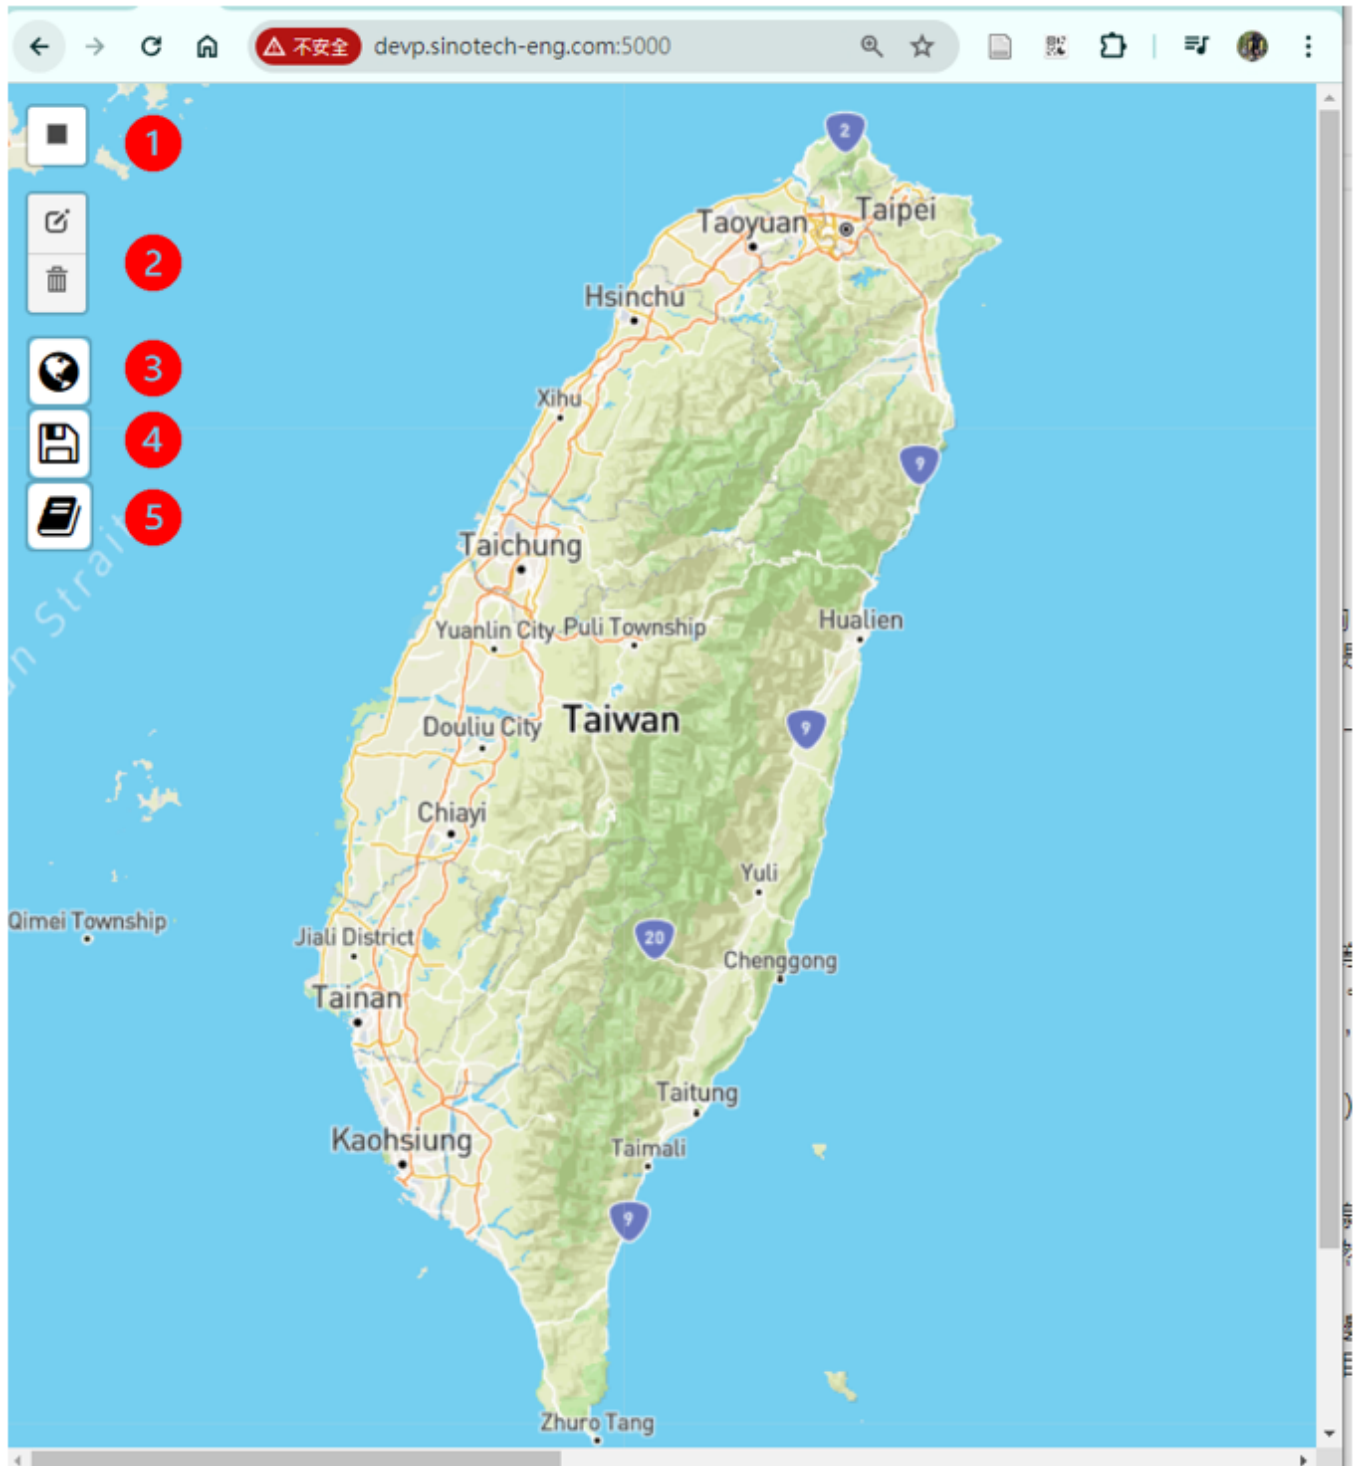 不安全 devp.sinotech-eng.com:5000
1
2
3
4
5
2
Taipei
Taoyuan
Hsinchu
Xihu
9
Taichung
Yuanlin City
Puli Township
Hualien
Taiwan
Douliu City
9
Chiayi
Yuli
Qimei Township
Jiali District
20
Chenggong
Tainan
Taitung
Kaohsiung
Taimali
9
Zhuro Tang
n Strait